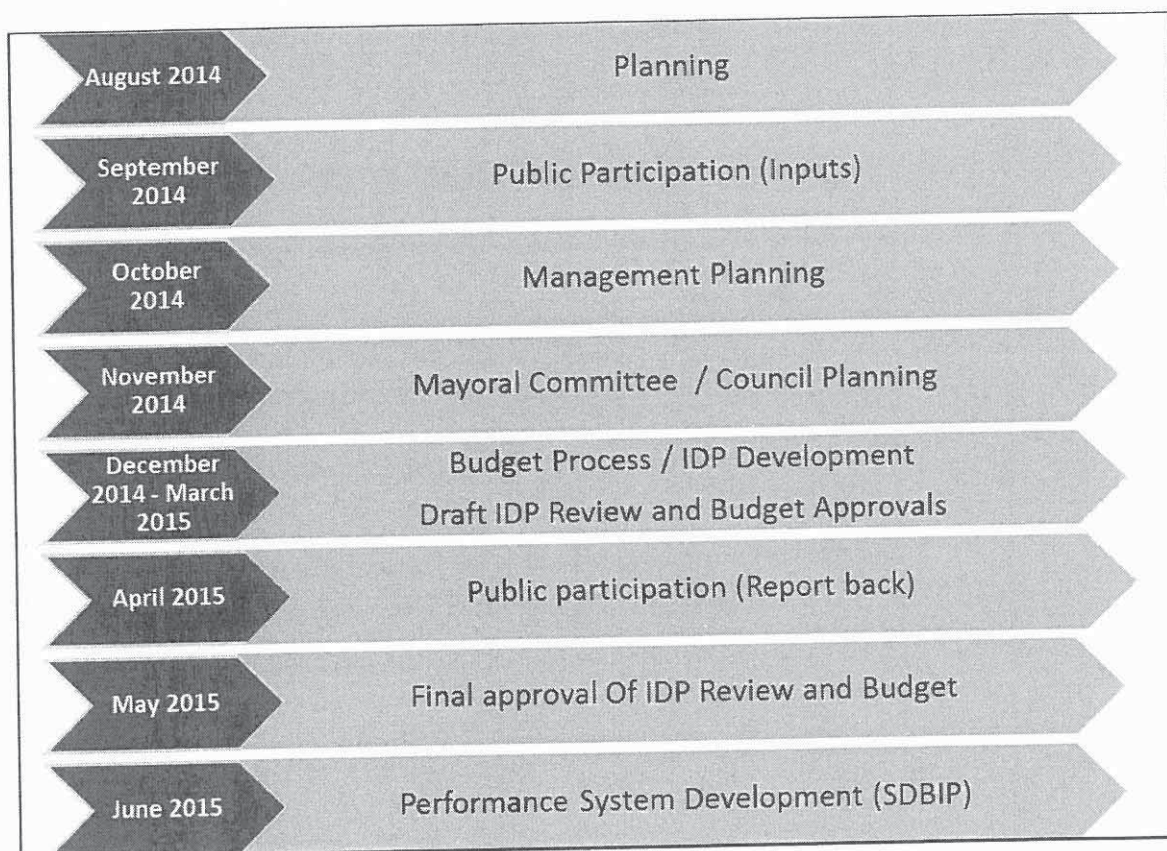 August 2014
Planning
September
2014
Public Participation (Inputs)
October
2014
Management Planning
November
2014
Mayoral Committee / Council Planning
December
2014 - March
2015
Budget Process / IDP Development
Draft IDP Review and Budget Approvals
April 2015
Public participation (Report back)
May 2015
Final approval Of IDP Review and Budget
June 2015
Performance System Development (SDBIP)